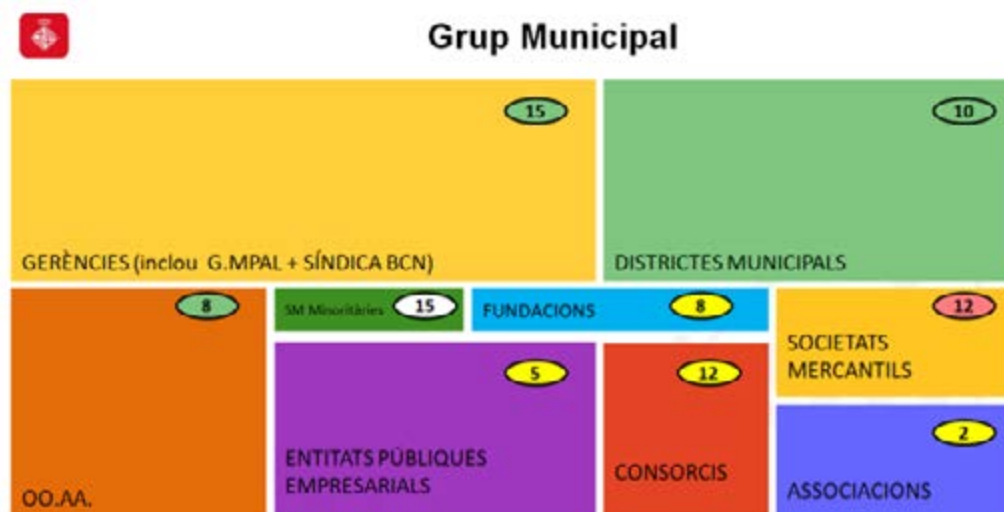 Grup Municipal
15
GERÈNCIES (inclou G.MPAL + SÍNDICA BCN)
10
DISTRICTES MUNICIPALS
8
OO.AA.
SM Minoritàries 15
FUNDACIONS 8
12
SOCIETATS
MERCANTILS
5
ENTITATS PÚBLIQUES
EMPRESARIALS
12
CONSORCIS
2
ASSOCIACIONS